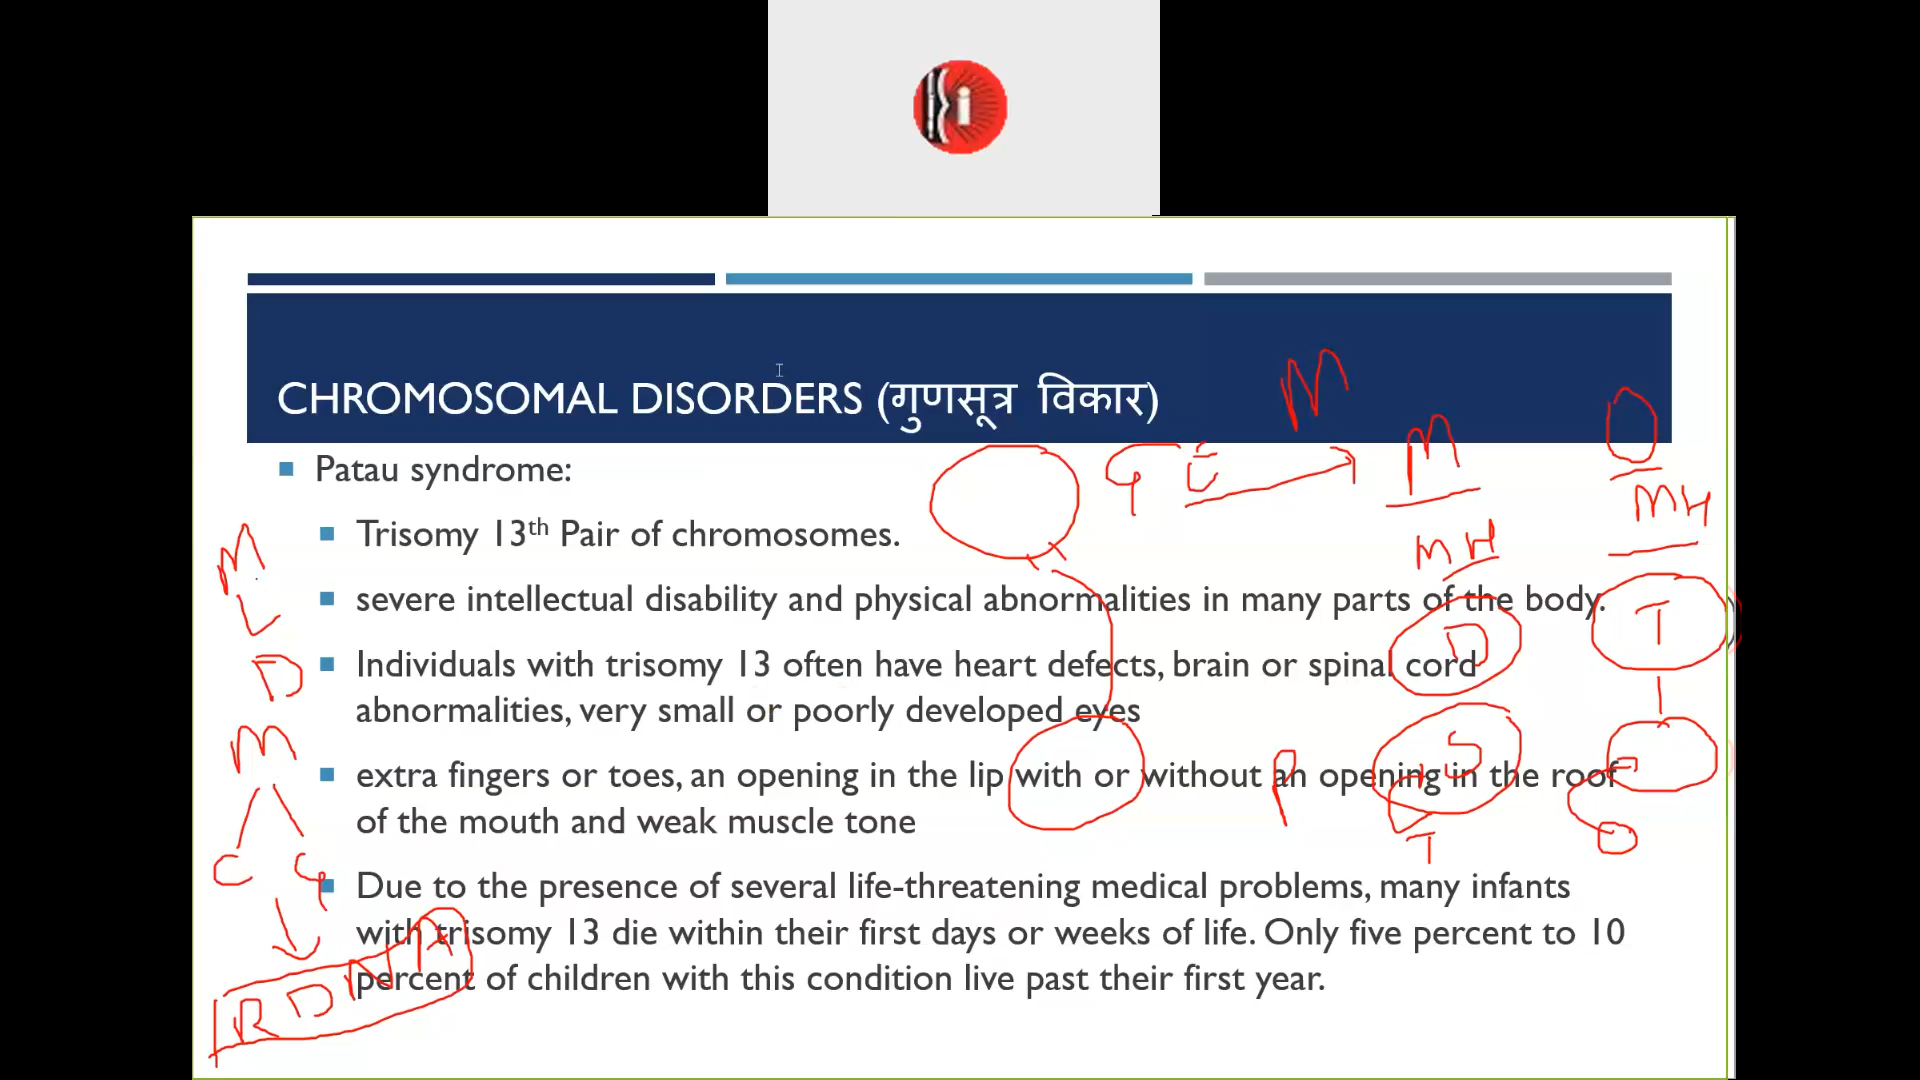 CHROMOSOMAL DISORDERS (गुणसूत्र विकार)
Patau syndrome:
Trisomy 13th Pair of chromosomes.
severe intellectual disability and physical abnormalities in many parts of the body.
Individuals with trisomy 13 often have heart defects, brain or spinal cord
abnormalities, very small or poorly developed eyes
extra fingers or toes, an opening in the lip with or without an opening in the roof
of the mouth and weak muscle tone
Due to the presence of several life-threatening medical problems, many infants
with trisomy 13 die within their first days or weeks of life. Only five percent to 10
percent of children with this condition live past their first year.
M
M
O
MH
MH
D
T
S
P
T
M
L
D
M
C
RDNA